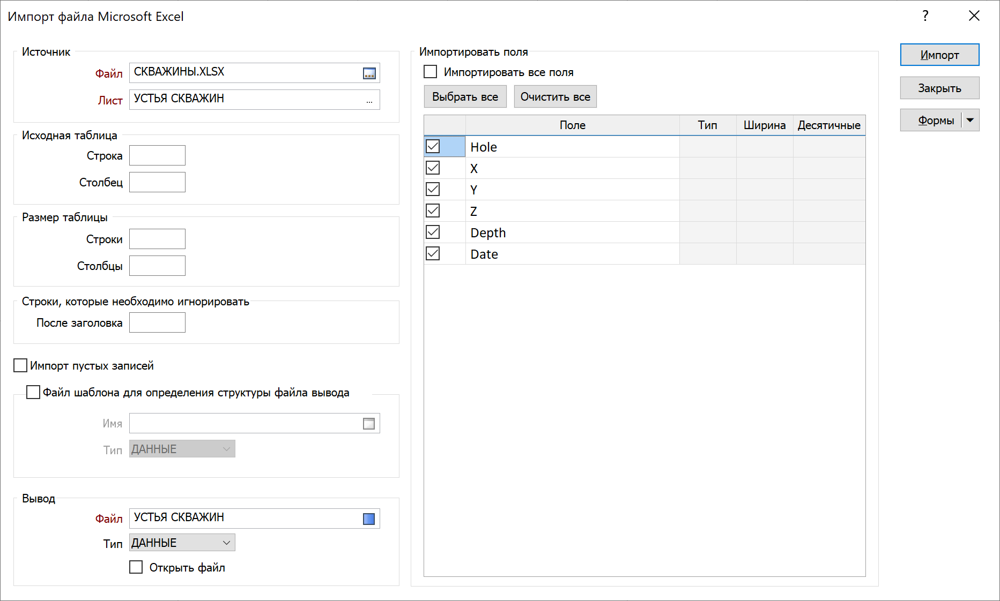 Импорт файла Microsoft Excel
?
Источник
Файл СКВАЖИНЫ.XLSX
Лист УСТЬЯ СКВАЖИН ...
Исходная таблица
Строка
Столбец
Размер таблицы
Строки
Столбцы
Строки, которые необходимо игнорировать
После заголовка
Импорт пустых записей
Файл шаблона для определения структуры файла вывода
Имя
Тип ДАННЫЕ
Вывод
Файл УСТЬЯ СКВАЖИН
Тип ДАННЫЕ
Открыть файл
Импортировать поля
Импортировать все поля
Выбрать все Очистить все
Поле Тип Ширина Десятичные
Hole
X
Y
Z
Depth
Date
Импорт
Закрыть
Формы